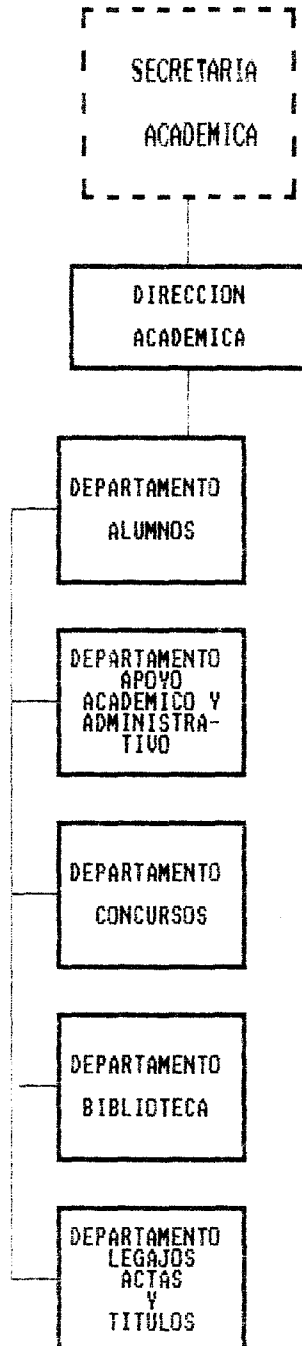 SECRETARIA
ACADEMICA
DIRECCION
ACADEMICA
DEPARTAMENTO
ALUMNOS
DEPARTAMENTO
APOYO
ACADEMICO Y
ADMINISTRA-
TIVO
DEPARTAMENTO
CONCURSOS
DEPARTAMENTO
BIBLIOTECA
DEPARTAMENTO
LEGAJOS
ACTAS
Y
TITULOS